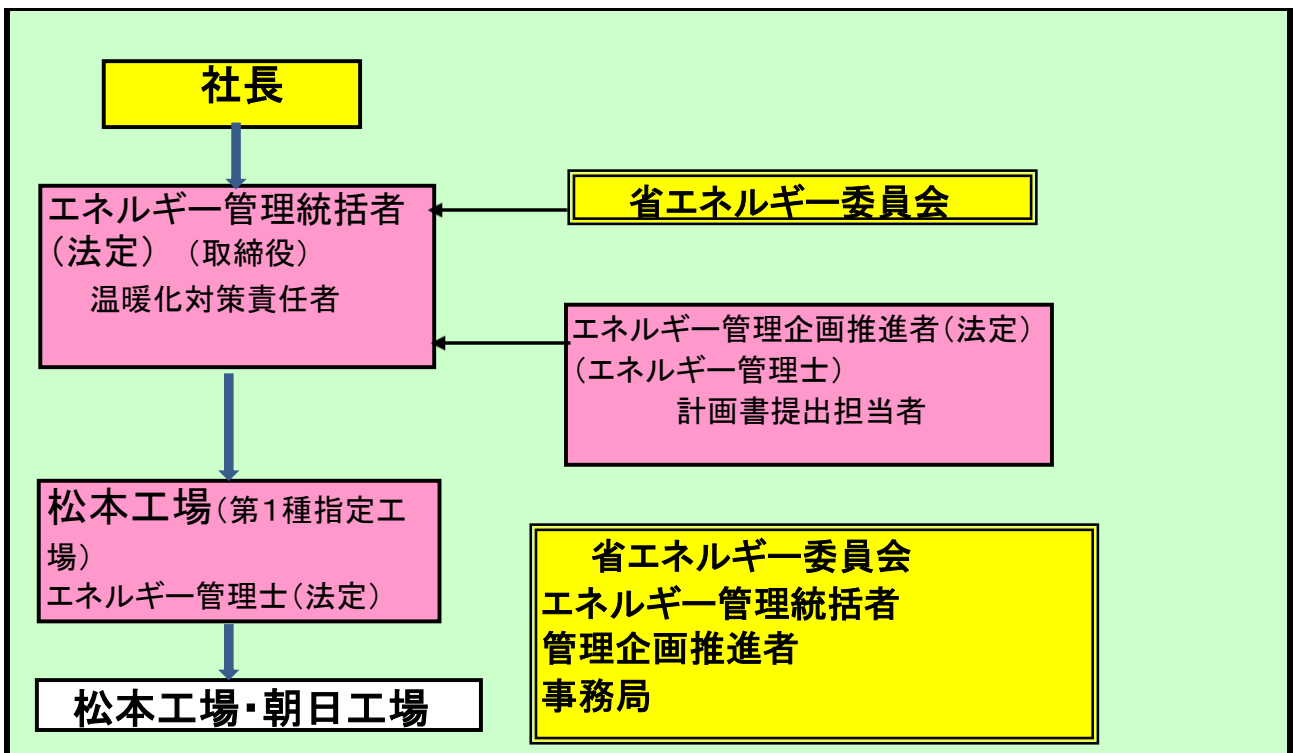 社長
エネルギー管理統括者
(法定)（取締役）
温暖化対策責任者
省エネルギー委員会
エネルギー管理企画推進者（法定）
（エネルギー管理士）
計画書提出担当者
松本工場（第1種指定工
場）
エネルギー管理士（法定）
松本工場・朝日工場
省エネルギー委員会
エネルギー管理統括者
管理企画推進者
事務局